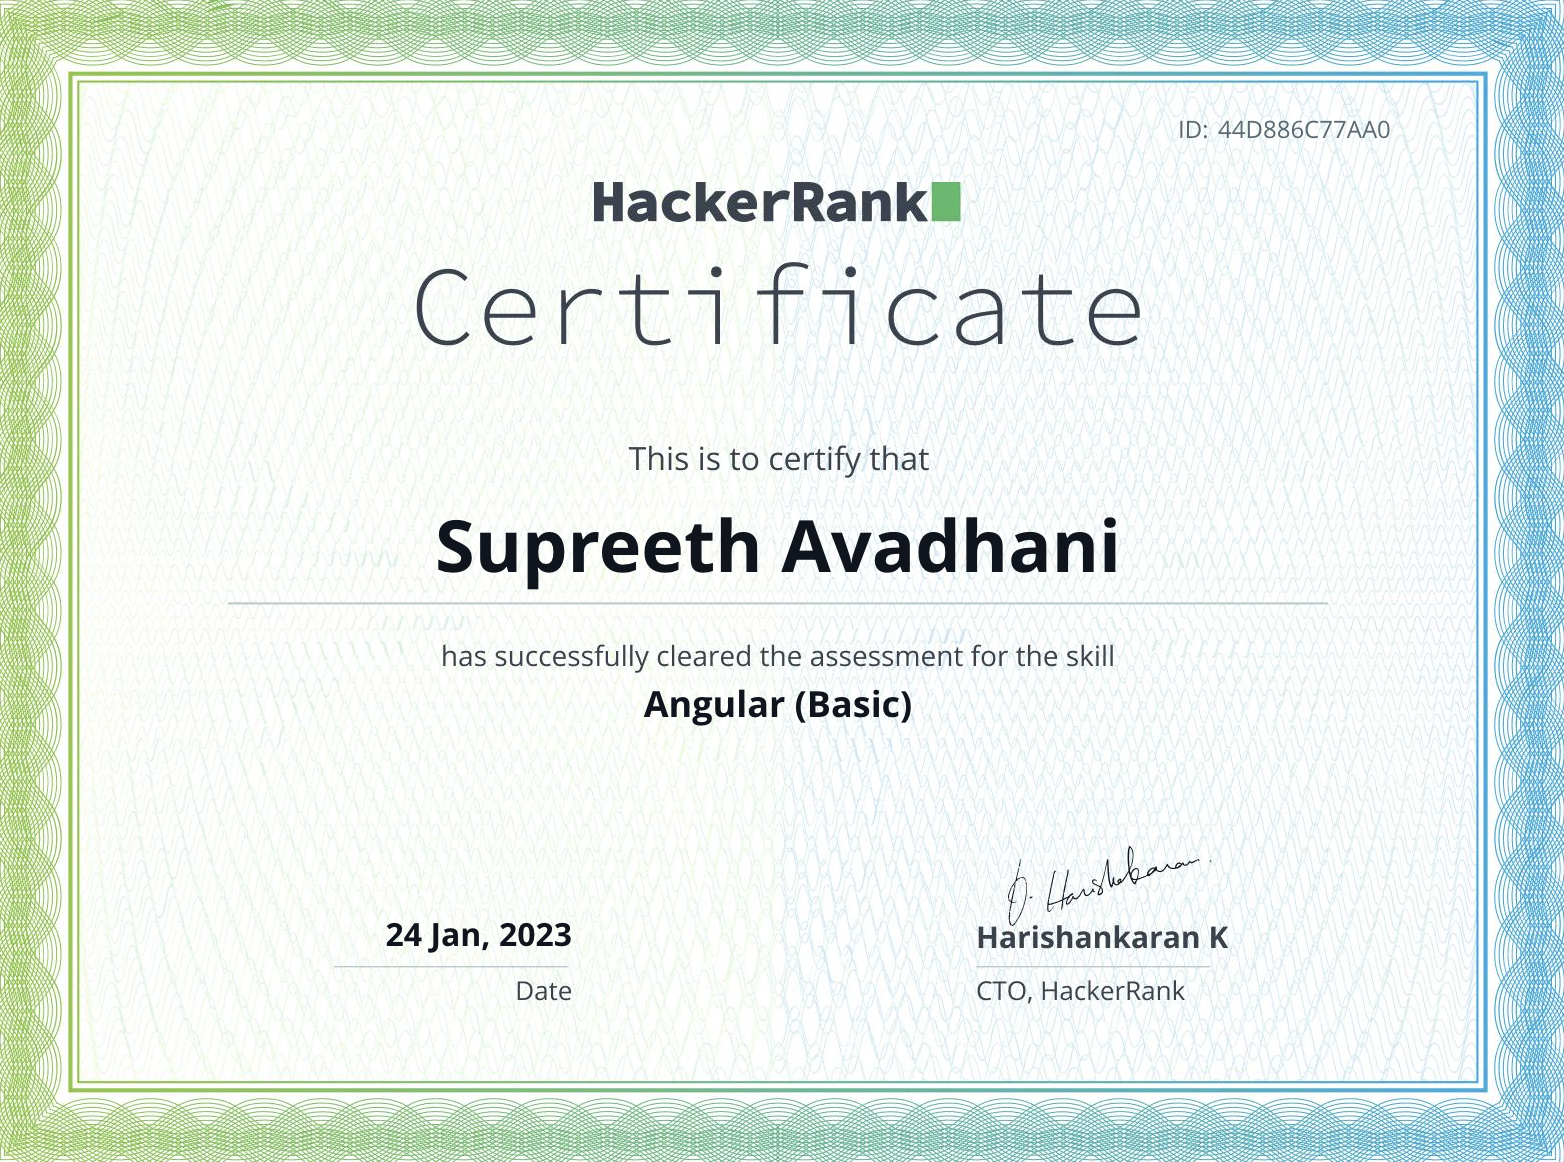 ID: 44D886C77AA0
HackerRank
Certificate
This is to certify that
Supreeth Avadhani
has successfully cleared the assessment for the skill
Angular (Basic)
24 Jan, 2023
Date
Harishankaran K
CTO, HackerRank